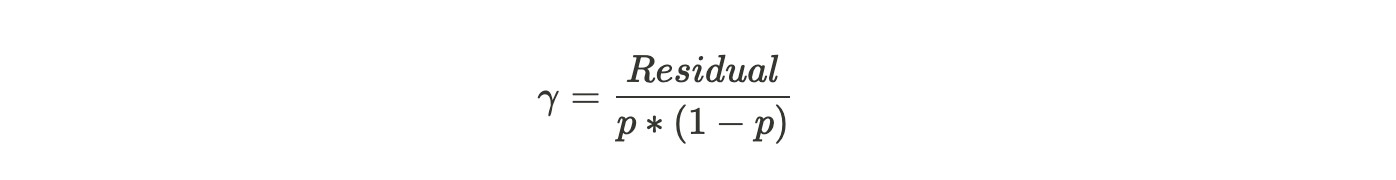 γ = Residual / p * (1 − p)